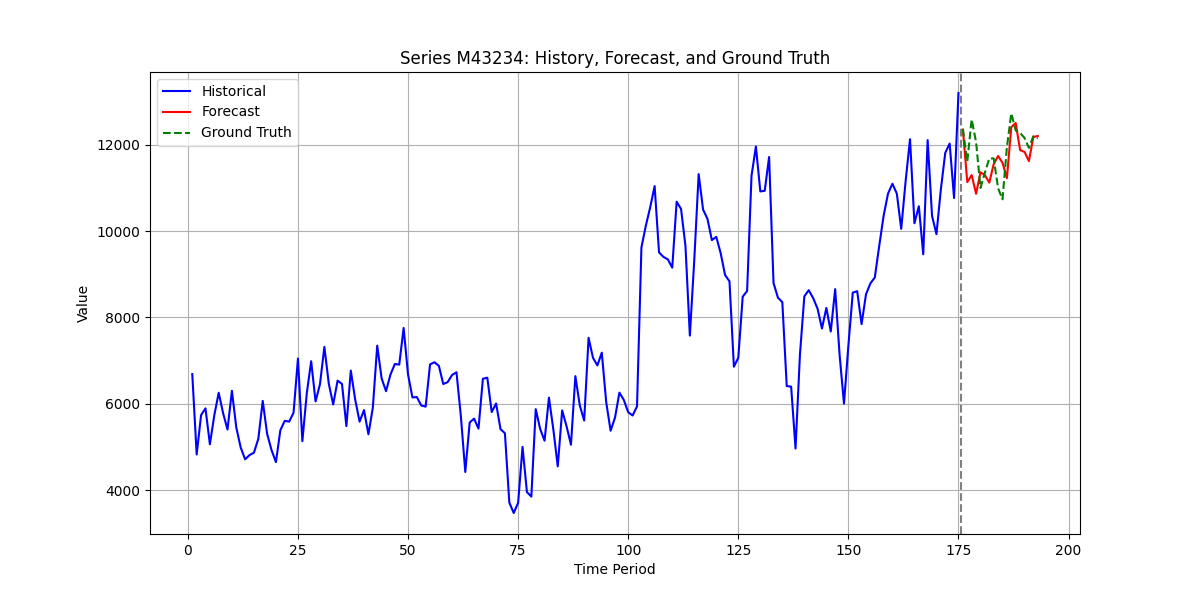 Series M43234: History, Forecast, and Ground Truth
Historical
Forecast
Ground Truth
Value
12000
10000
8000
6000
4000
0 25 50 75 100 125 150 175 200
Time Period